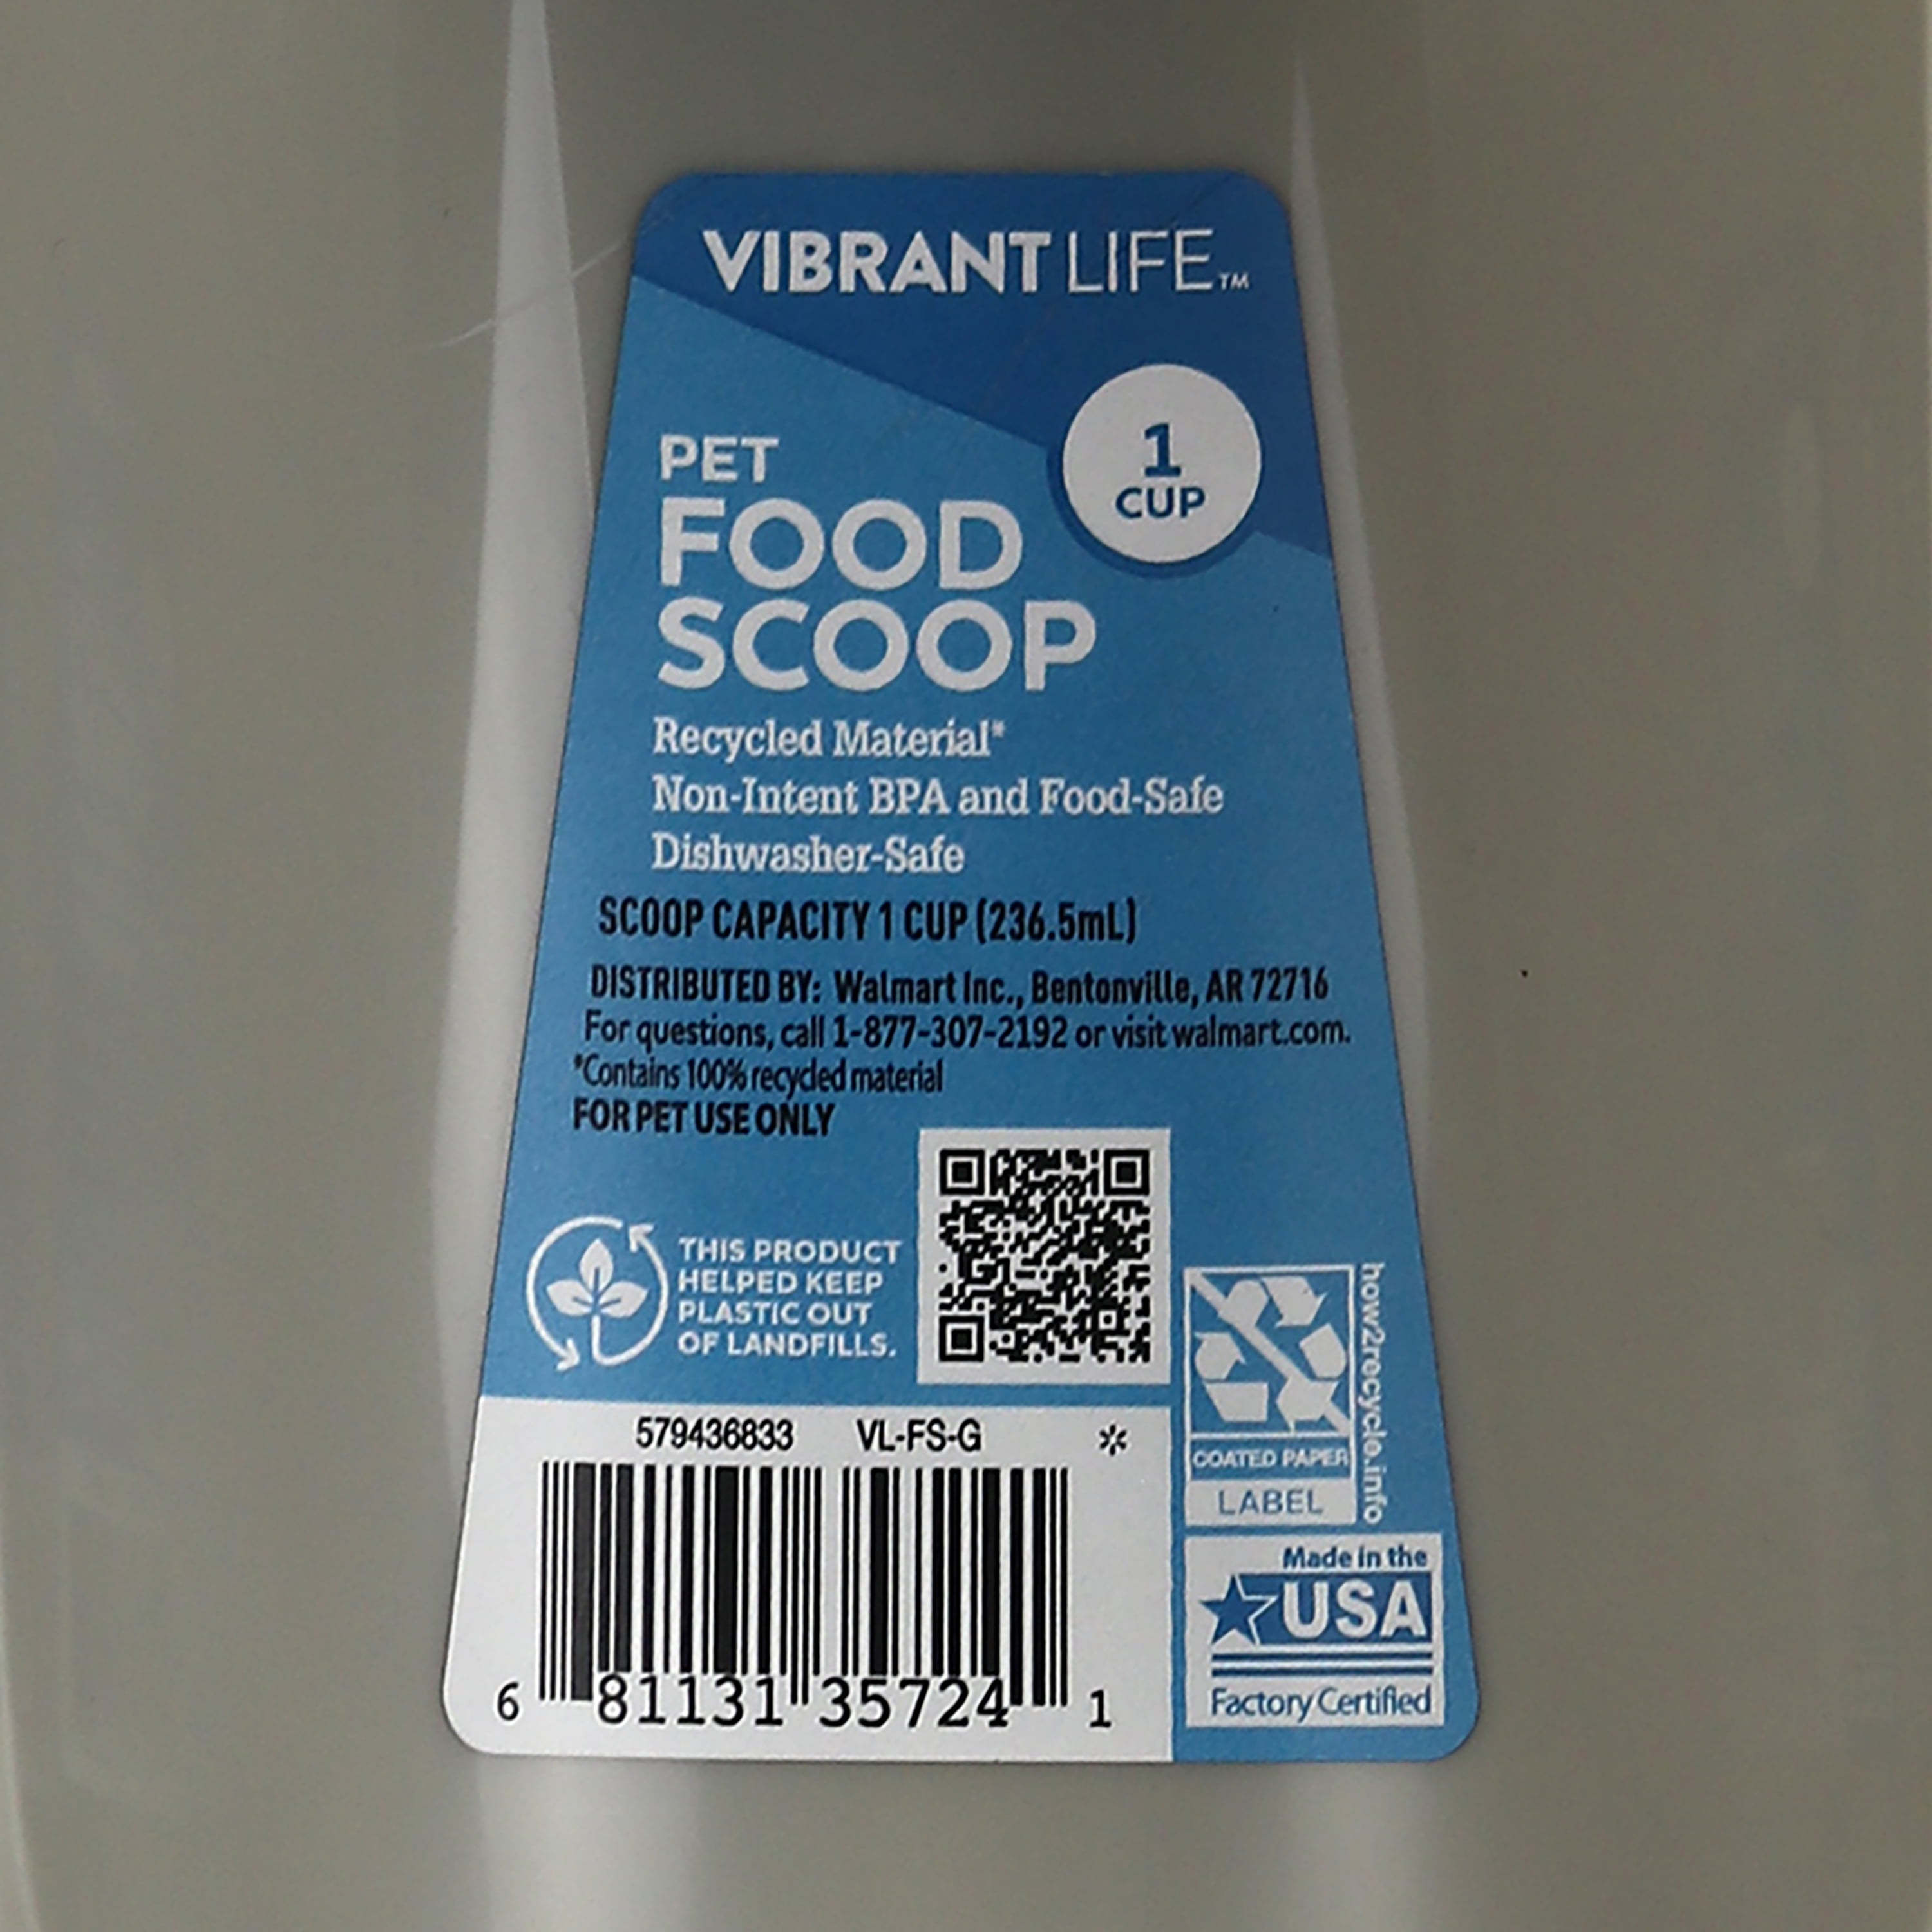 VIBRANT LIFE™
1
CUP
PET
FOOD
SCOOP
Recycled Material*
Non-Intent BPA and Food-Safe
Dishwasher-Safe
SCOOP CAPACITY 1 CUP (236.5mL)
DISTRIBUTED BY: Walmart Inc., Bentonville, AR 72716
For questions, call 1-877-307-2192 or visit walmart.com.
*Contains 100% recycled material
FOR PET USE ONLY
THIS PRODUCT
HELPED KEEP
PLASTIC OUT
OF LANDFILLS.
how2recycle.info
COATED PAPER
LABEL
579436833 VL-FS-G *
6 81131 35724 1
Made in the
USA
Factory Certified